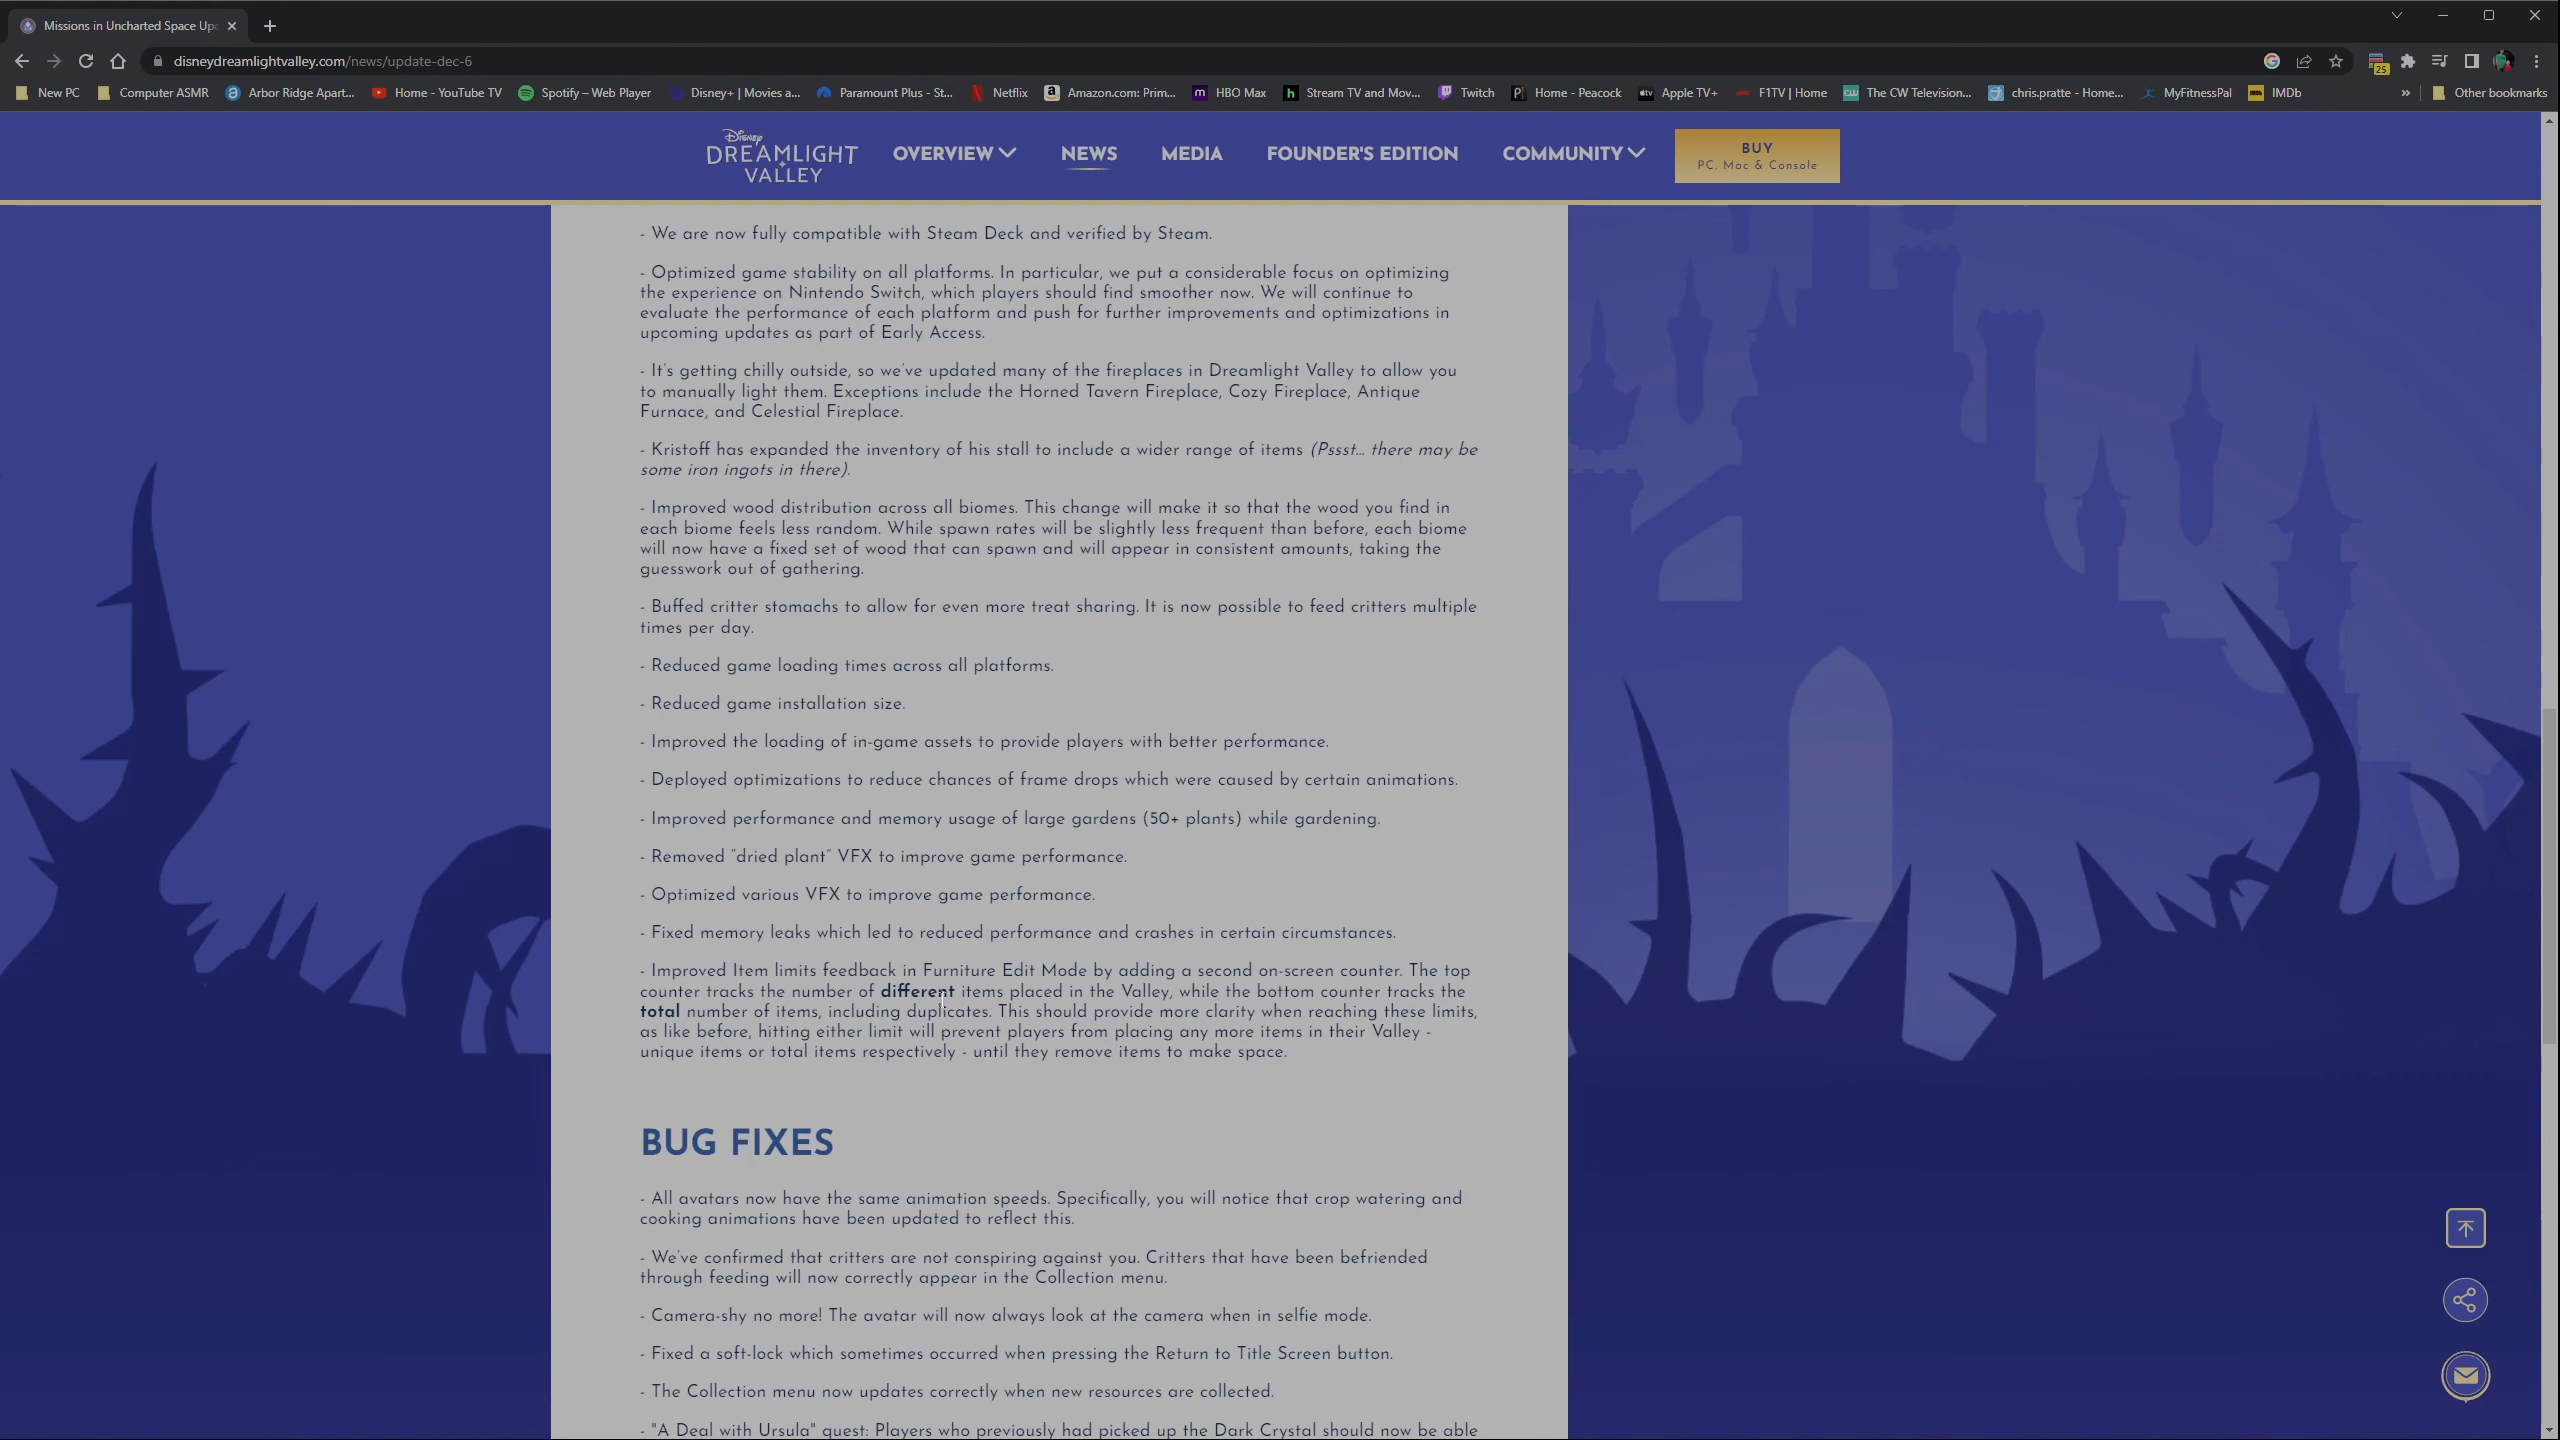 Missions in Uncharted Space Up
disneydreamlightvalley.com/news/update-dec-6
25
New PC
Computer ASMR
Arbor Ridge Apart...
Home - YouTube TV
Spotify – Web Player
Disney+ | Movies a...
Paramount Plus - St...
Netflix
Amazon.com: Prim...
HBO Max
Stream TV and Mov...
Twitch
Home - Peacock
Apple TV+
F1TV | Home
The CW Television...
chris.pratte - Home...
MyFitnessPal
IMDb
Other bookmarks
Disney
DREAMLIGHT
VALLEY
OVERVIEW
NEWS
MEDIA
FOUNDER'S EDITION
COMMUNITY
BUY
PC, Mac & Console
- We are now fully compatible with Steam Deck and verified by Steam.
- Optimized game stability on all platforms. In particular, we put a considerable focus on optimizing
the experience on Nintendo Switch, which players should find smoother now. We will continue to
evaluate the performance of each platform and push for further improvements and optimizations in
upcoming updates as part of Early Access.
- It's getting chilly outside, so we've updated many of the fireplaces in Dreamlight Valley to allow you
to manually light them. Exceptions include the Horned Tavern Fireplace, Cozy Fireplace, Antique
Furnace, and Celestial Fireplace.
- Kristoff has expanded the inventory of his stall to include a wider range of items (Pssst... there may be
some iron ingots in there).
- Improved wood distribution across all biomes. This change will make it so that the wood you find in
each biome feels less random. While spawn rates will be slightly less frequent than before, each biome
will now have a fixed set of wood that can spawn and will appear in consistent amounts, taking the
guesswork out of gathering.
- Buffed critter stomachs to allow for even more treat sharing. It is now possible to feed critters multiple
times per day.
- Reduced game loading times across all platforms.
- Reduced game installation size.
- Improved the loading of in-game assets to provide players with better performance.
- Deployed optimizations to reduce chances of frame drops which were caused by certain animations.
- Improved performance and memory usage of large gardens (50+ plants) while gardening.
- Removed "dried plant" VFX to improve game performance.
- Optimized various VFX to improve game performance.
- Fixed memory leaks which led to reduced performance and crashes in certain circumstances.
- Improved Item limits feedback in Furniture Edit Mode by adding a second on-screen counter. The top
counter tracks the number of different items placed in the Valley, while the bottom counter tracks the
total number of items, including duplicates. This should provide more clarity when reaching these limits,
as like before, hitting either limit will prevent players from placing any more items in their Valley -
unique items or total items respectively - until they remove items to make space.
BUG FIXES
- All avatars now have the same animation speeds. Specifically, you will notice that crop watering and
cooking animations have been updated to reflect this.
- We've confirmed that critters are not conspiring against you. Critters that have been befriended
through feeding will now correctly appear in the Collection menu.
- Camera-shy no more! The avatar will now always look at the camera when in selfie mode.
- Fixed a soft-lock which sometimes occurred when pressing the Return to Title Screen button.
- The Collection menu now updates correctly when new resources are collected.
- "A Deal with Ursula" quest: Players who previously had picked up the Dark Crystal should now be able